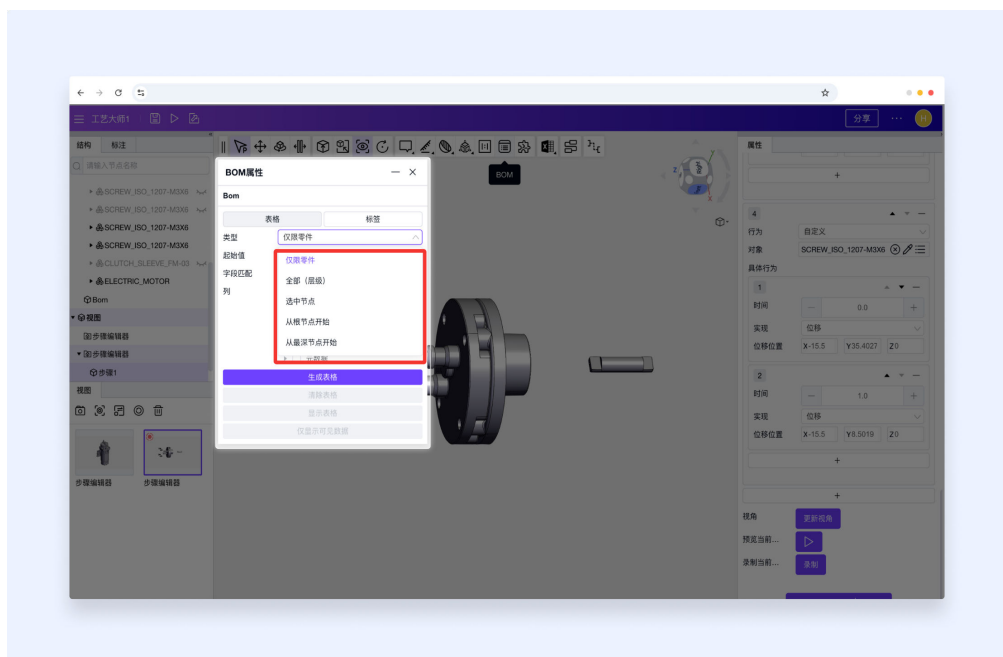 工艺大师1
分享
H
结构 标注
请输入节点名称
SCREW_ISO_1207-M3X6
SCREW_ISO_1207-M3X6
SCREW_ISO_1207-M3X6
SCREW_ISO_1207-M3X6
CLUTCH_SLEEVE_FM-03
ELECTRIC_MOTOR
Bom
视图
步骤编辑器
步骤编辑器
步骤1
视图
步骤编辑器 步骤编辑器
BOM
BOM属性
Bom
表格 标签
类型 仅限零件
起始值
字段匹配
列
仅限零件
全部（层级）
选中节点
从根节点开始
从最深节点开始
元数据
生成表格
清除表格
显示表格
仅显示可见数据
Z
X
属性
+
4
行为 自定义
对象 SCREW_ISO_1207-M3X6
具体行为
1
时间 — 0.0 +
实现 位移
位移位置 X-15.5 Y35.4027 Z0
2
时间 — 1.0 +
实现 位移
位移位置 X-15.5 Y8.5019 Z0
+
+
视角 更新视角
预览当前...
录制当前... 录制